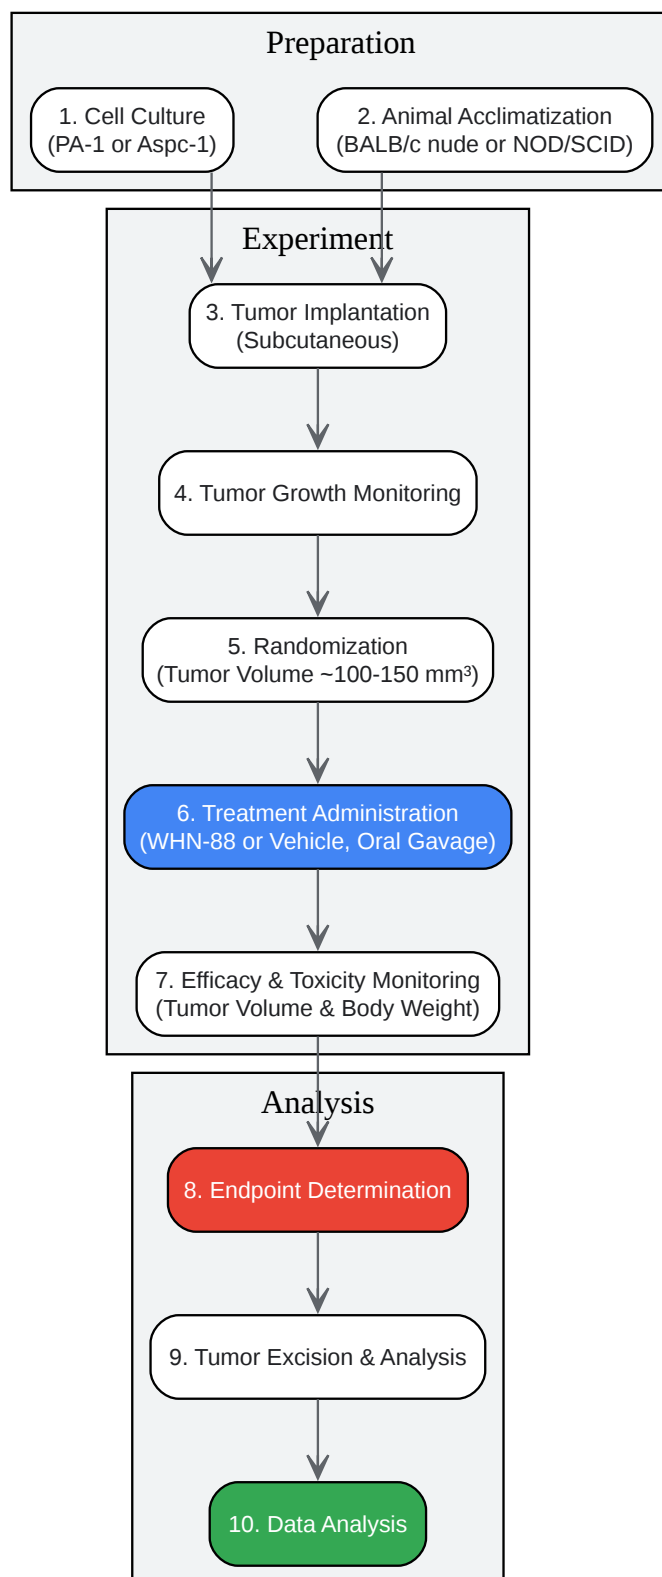 Preparation
1. Cell Culture
(PA-1 or Aspc-1)
2. Animal Acclimatization
(BALB/c nude or NOD/SCID)
Experiment
3. Tumor Implantation
(Subcutaneous)
4. Tumor Growth Monitoring
5. Randomization
(Tumor Volume ~100-150 mm³)
6. Treatment Administration
(WHN-88 or Vehicle, Oral Gavage)
7. Efficacy & Toxicity Monitoring
(Tumor Volume & Body Weight)
Analysis
8. Endpoint Determination
9. Tumor Excision & Analysis
10. Data Analysis